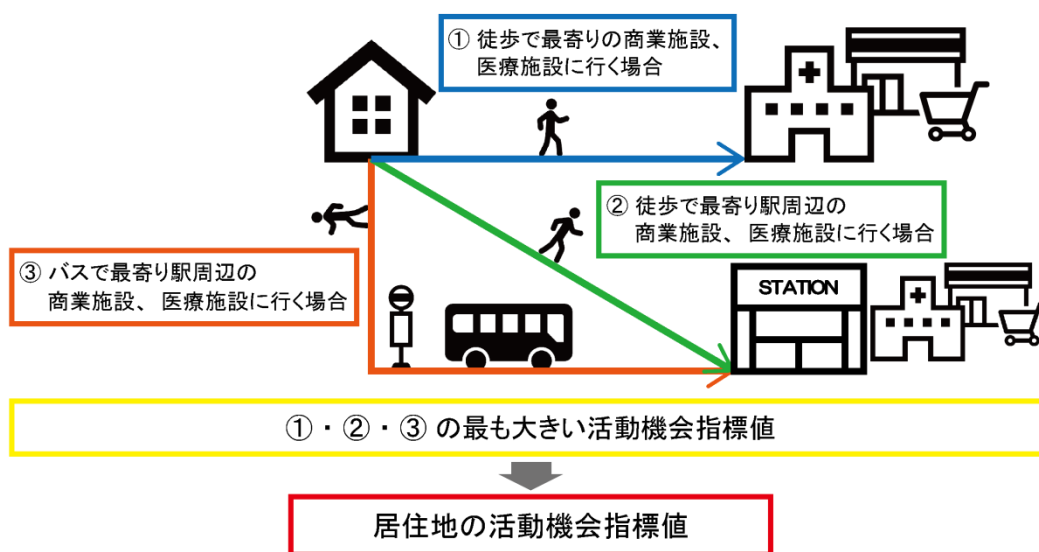 ① 徒歩で最寄りの商業施設、
医療施設に行く場合
② 徒歩で最寄り駅周辺の
商業施設、 医療施設に行く場合
③ バスで最寄り駅周辺の
商業施設、 医療施設に行く場合
STATION
①・②・③ の最も大きい活動機会指標値
居住地の活動機会指標値